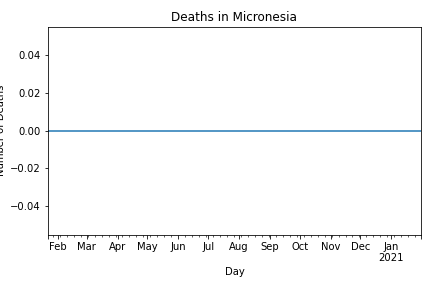 Deaths in Micronesia
0.04
0.02
0.00
−0.02
−0.04
Number of Deaths
Feb Mar Apr May Jun Jul Aug Sep Oct Nov Dec Jan
2021
Day